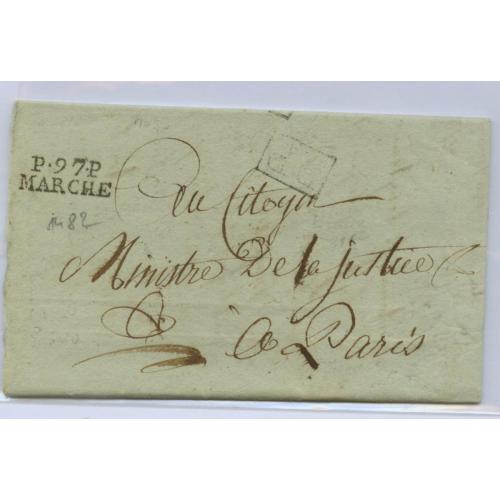 P.97.P
MARCHE
Au Citoyen
Ministre De la Justice
a Paris